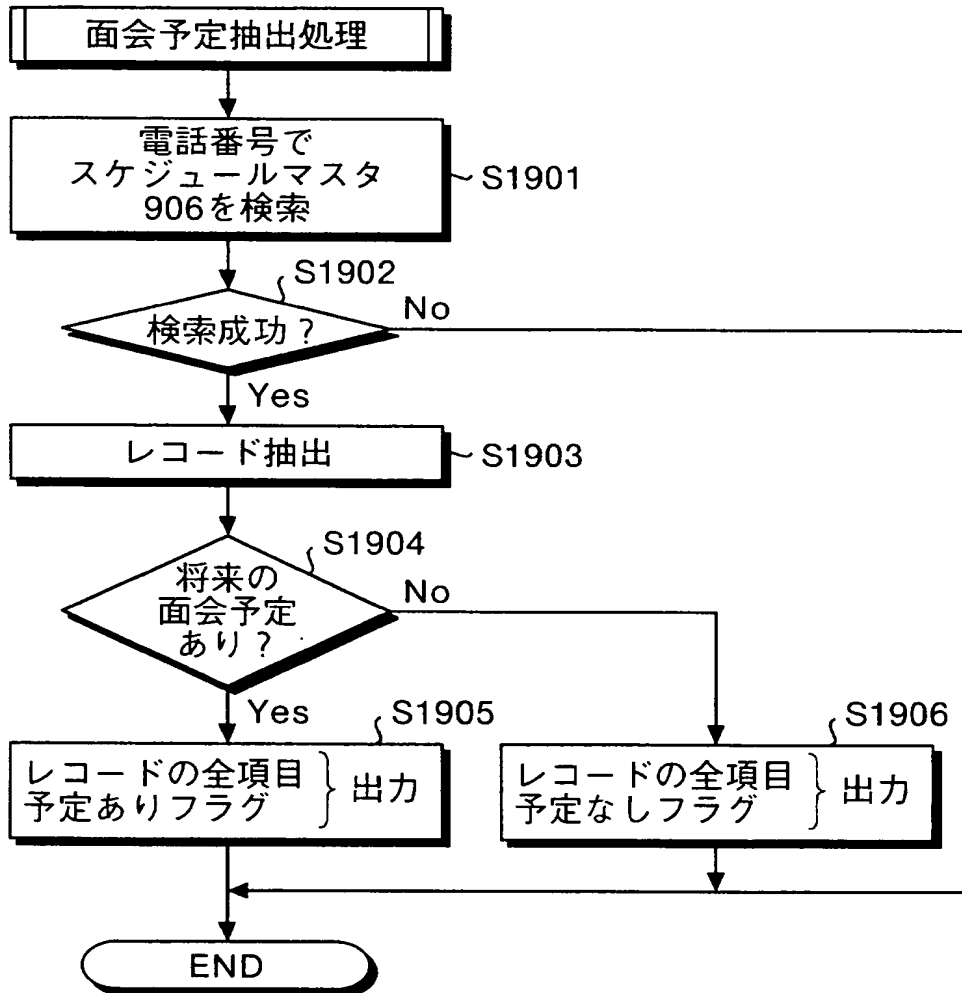 面会予定抽出処理
電話番号で
スケジュールマスタ
906を検索
S1901
S1902
検索成功？
No
Yes
レコード抽出
S1903
S1904
将来の
面会予定
あり？
No
Yes
S1905
レコードの全項目
予定ありフラグ
出力
S1906
レコードの全項目
予定なしフラグ
出力
END